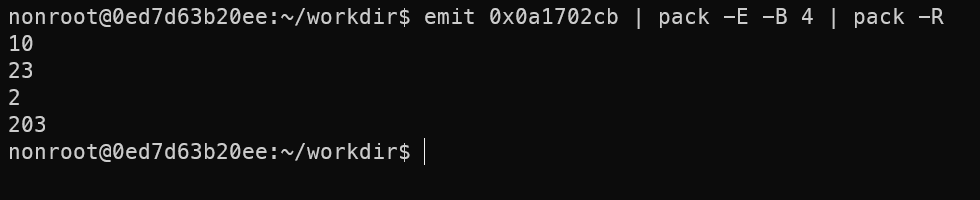 nonroot@0ed7d63b20ee:~/workdir$ emit 0x0a1702cb | pack -E -B 4 | pack -R
10
23
2
203
nonroot@0ed7d63b20ee:~/workdir$